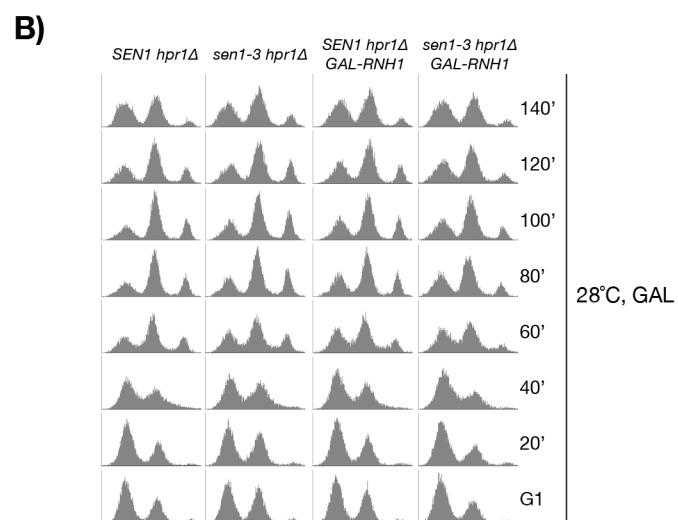 B)
SEN1 hpr1Δ
sen1-3 hpr1Δ
SEN1 hpr1Δ
GAL-RNH1
sen1-3 hpr1Δ
GAL-RNH1
140’
120’
100’
80’
60’
40’
20’
G1
28˚C, GAL